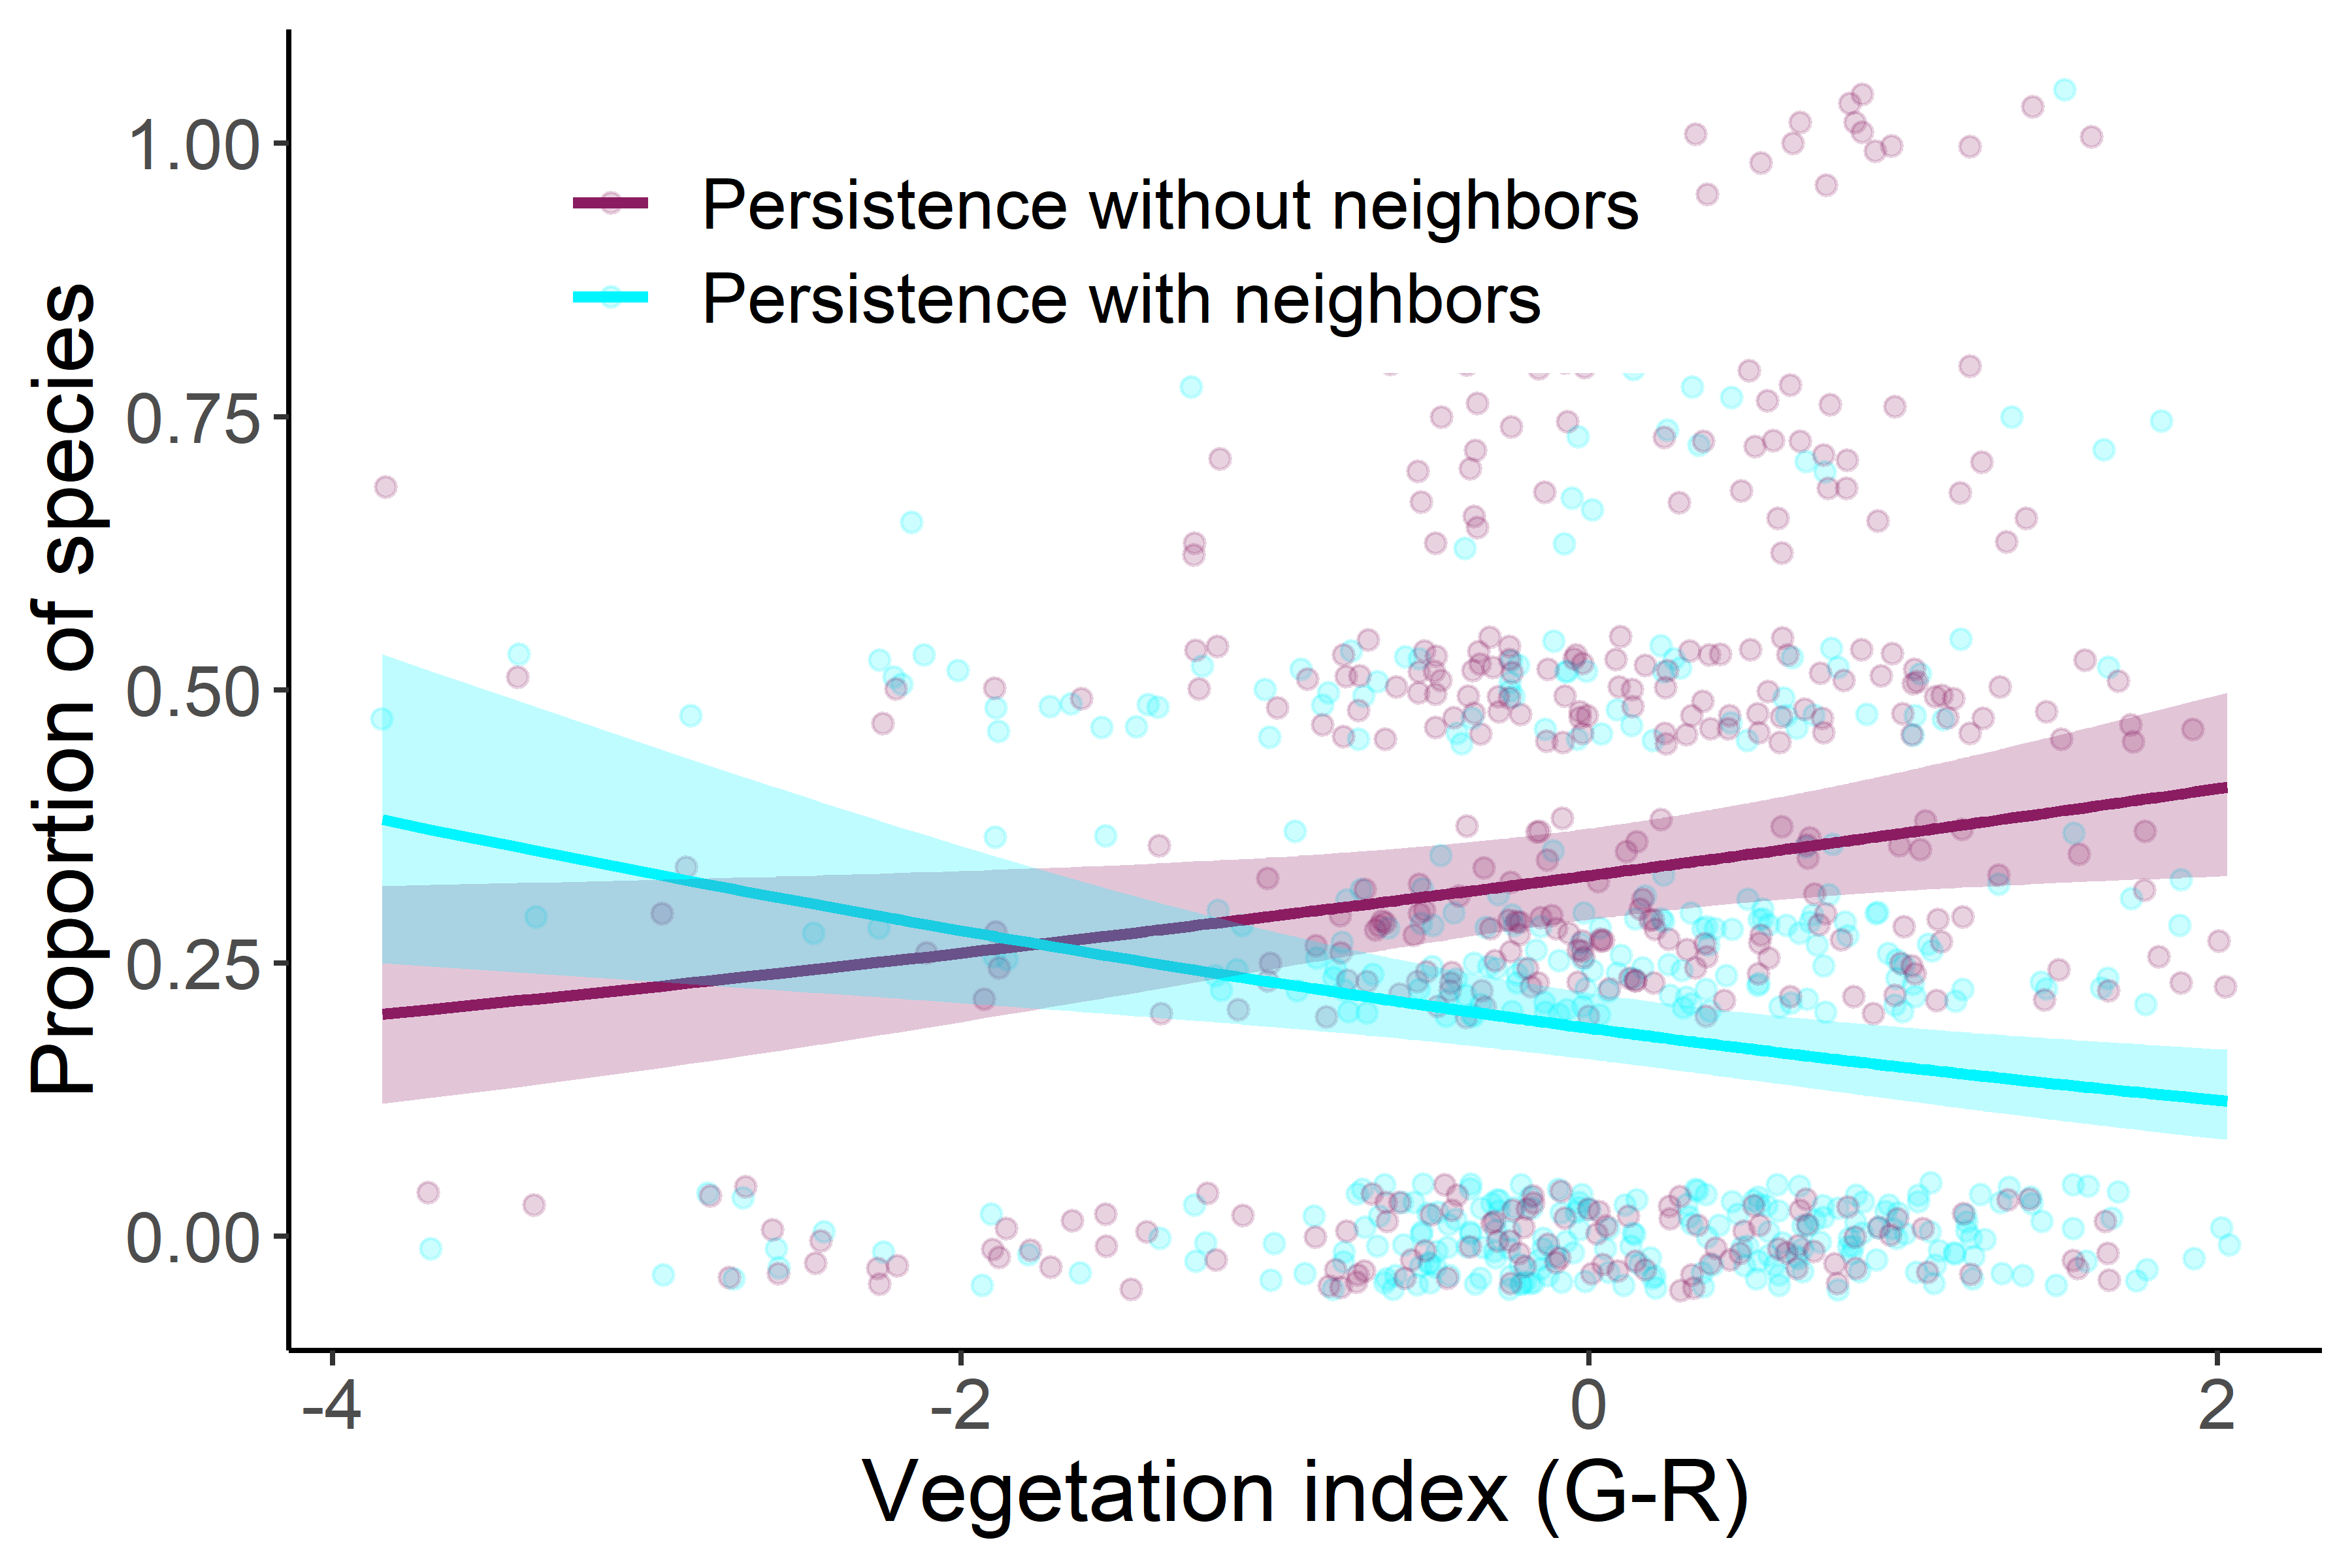 Persistence without neighbors
Persistence with neighbors
Proportion of species
1.00
0.75
0.50
0.25
0.00
-4
-2
0
2
Vegetation index (G-R)